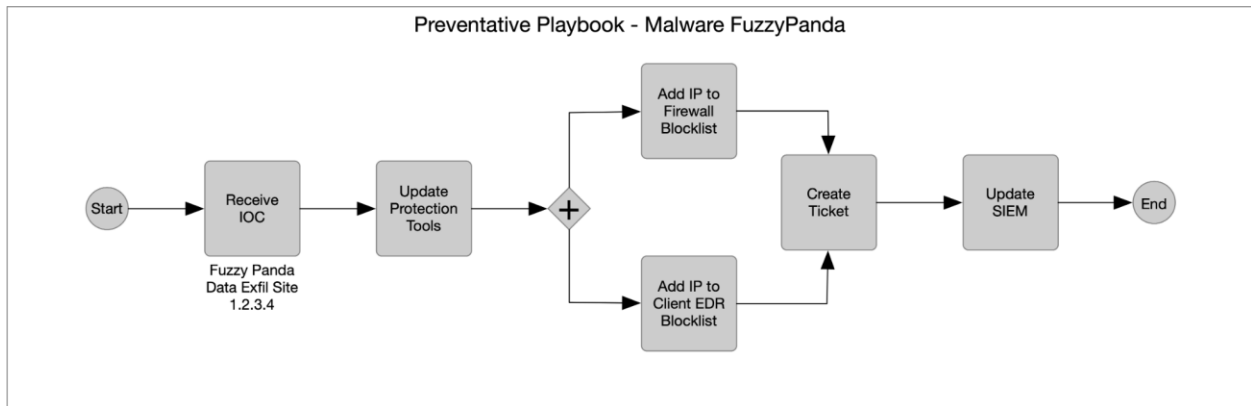 Preventative Playbook - Malware FuzzyPanda
Start
Receive
IOC
Fuzzy Panda
Data Exfil Site
1.2.3.4
Update
Protection
Tools
+
Add IP to
Firewall
Blocklist
Add IP to
Client EDR
Blocklist
Create
Ticket
Update
SIEM
End